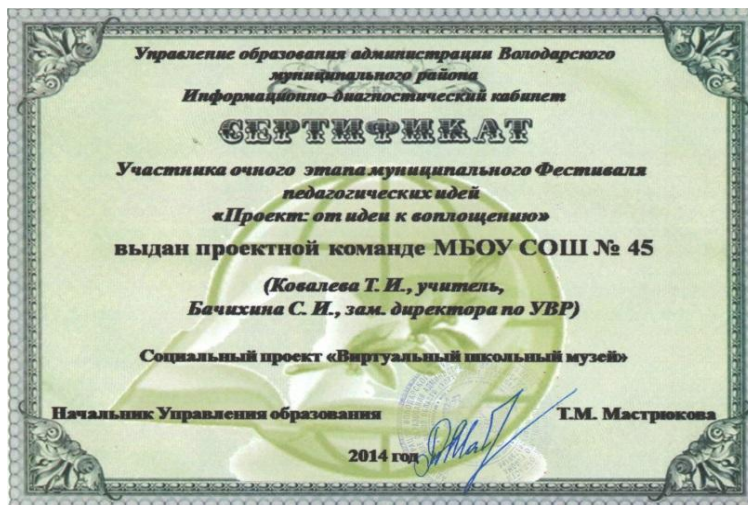 Управление образования администрации Володарского
муниципального района
Информационно-диагностический кабинет
СЕРТИФИКАТ
Участника очного этапа муниципального Фестиваля
педагогических идей
«Проект: от идеи к воплощению»
выдан проектной команде МБОУ СОШ № 45
(Ковалева Т. И., учитель,
Бачихина С. И., зам. директора по УВР)
Социальный проект «Виртуальный школьный музей»
Начальник Управления образования Т.М. Мастрюкова
2014 год